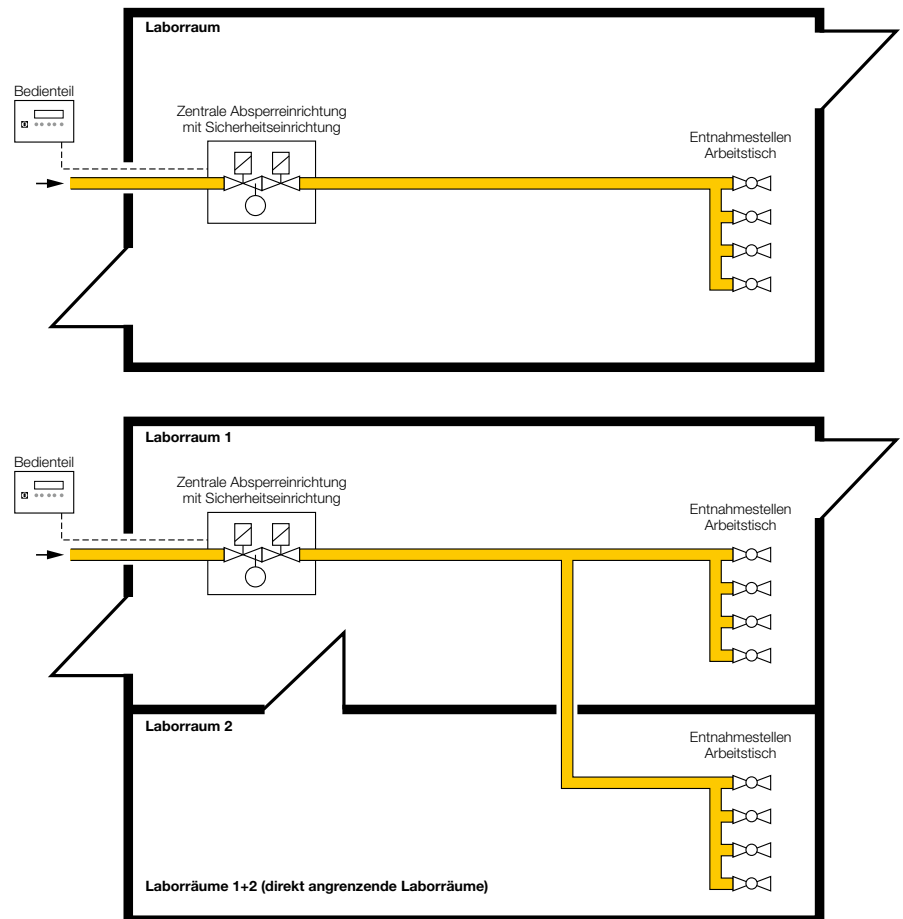 Laborraum
Bedienteil
Zentrale Absperreinrichtung
mit Sicherheitseinrichtung
Entnahmestellen
Arbeitstisch
Laborraum 1
Bedienteil
Zentrale Absperreinrichtung
mit Sicherheitseinrichtung
Entnahmestellen
Arbeitstisch
Laborraum 2
Entnahmestellen
Arbeitstisch
Laborräume 1+2 (direkt angrenzende Laborräume)